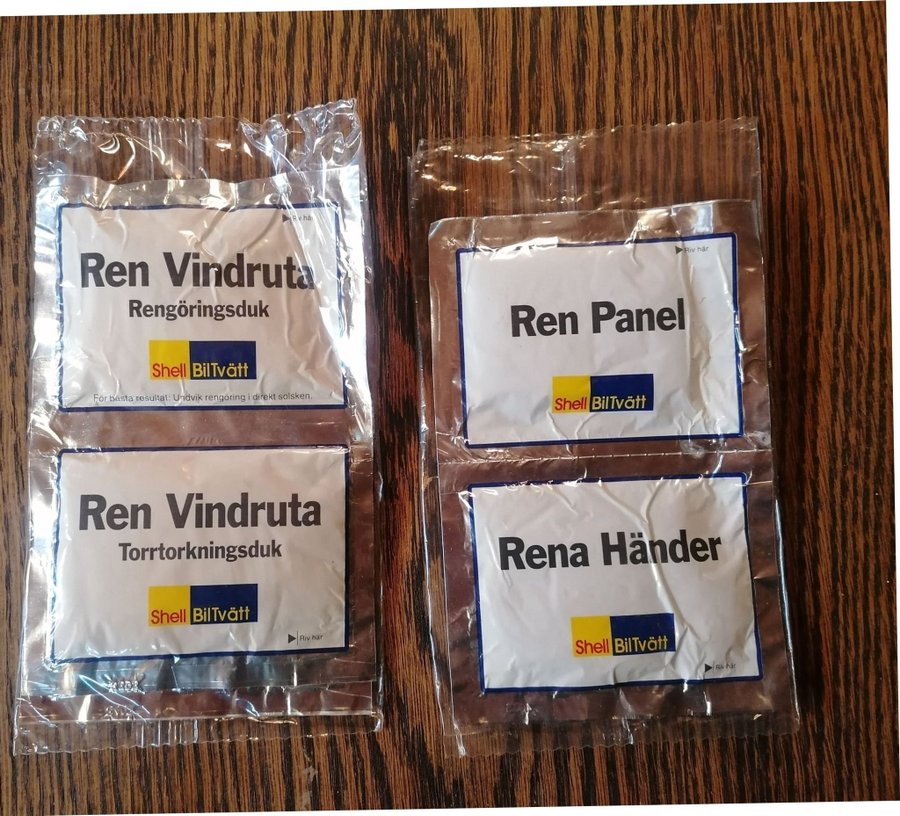 Riv här
Ren Vindruta
Rengöringsduk
Shell BilTvätt
För bästa resultat: Undvik rengöring i direkt solsken.
Ren Vindruta
Torrtorkningsduk
Shell BilTvätt
Riv här
Riv här
Ren Panel
Shell BilTvätt
Rena Händer
Shell BilTvätt
Riv här